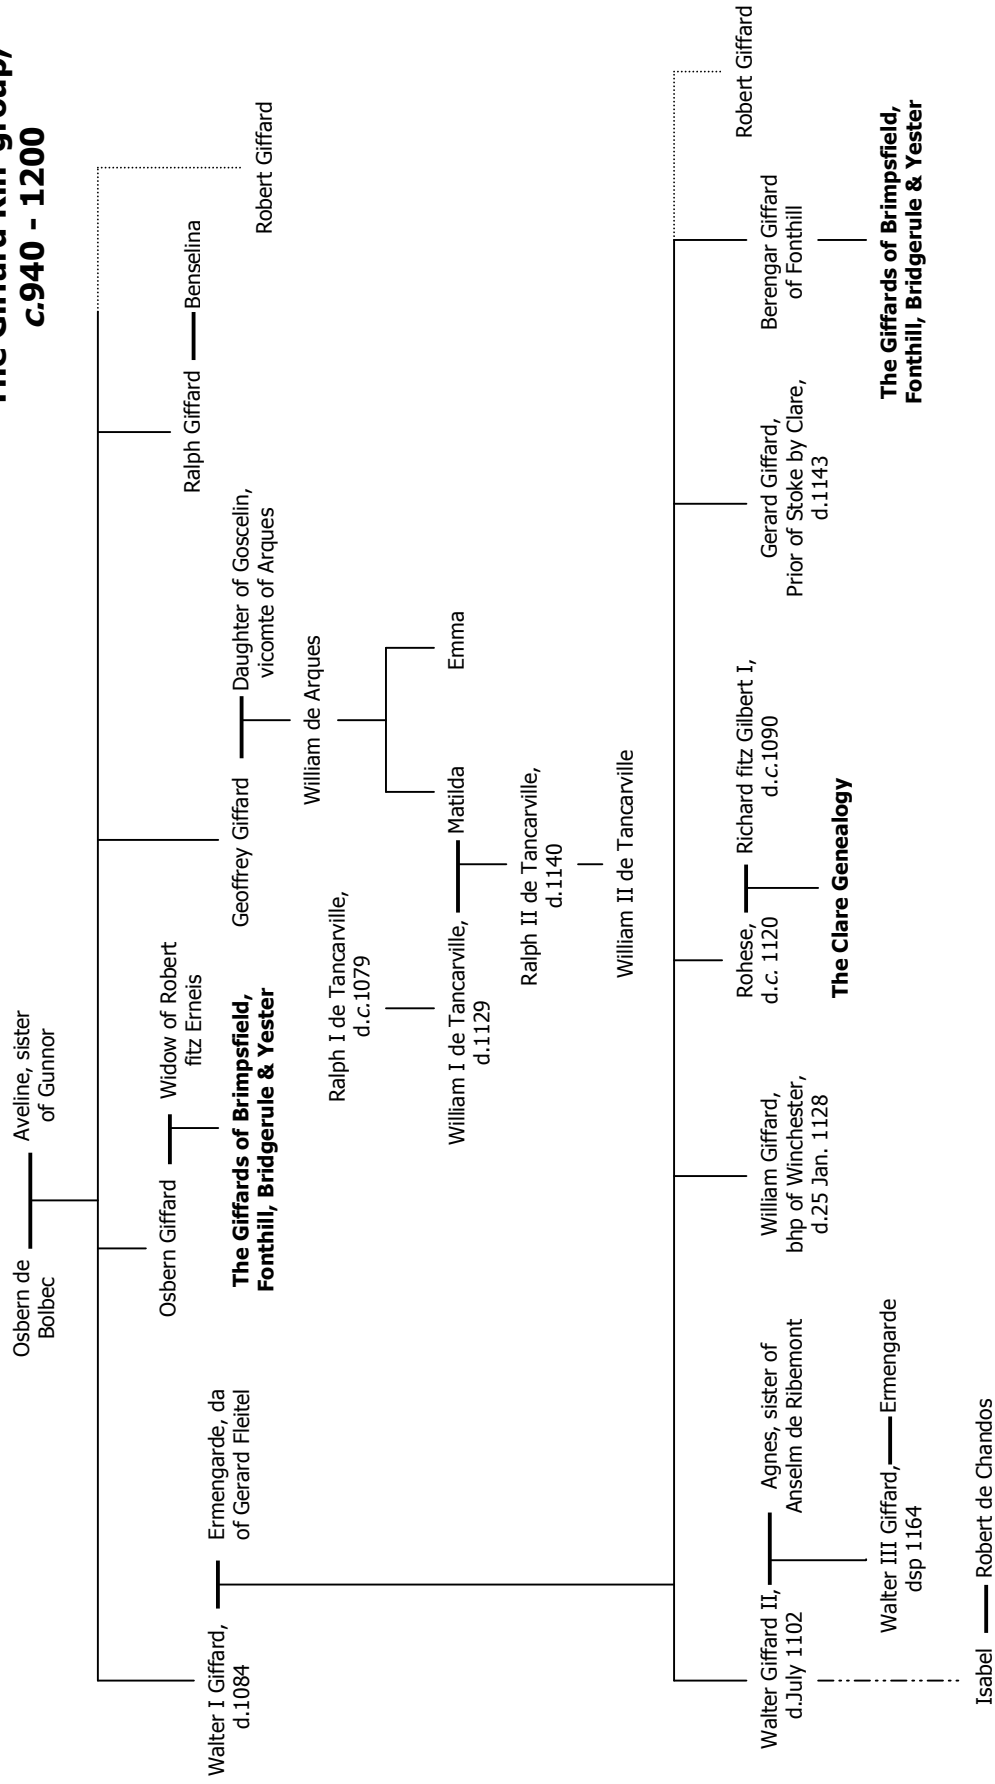 The Giffard Kin-group,
c.940 - 1200
Osbern de
Bolbec
Aveline, sister
of Gunnor
Walter I Giffard,
d.1084
Ermengarde, da
of Gerard Fleitel
Osbern Giffard
Widow of Robert
fitz Erneis
The Giffards of Brimpsfield,
Fonthill, Bridgerule & Yester
Geoffrey Giffard
Daughter of Goscelin,
vicomte of Arques
Ralph Giffard
Benselina
Robert Giffard
William de Arques
Ralph I de Tancarville,
d.c.1079
William I de Tancarville,
d.1129
Matilda
Emma
Ralph II de Tancarville,
d.1140
William II de Tancarville
Walter Giffard II,
d.July 1102
Agnes, sister of
Anselm de Ribemont
William Giffard,
bhp of Winchester,
d.25 Jan. 1128
Rohese,
d.c. 1120
Richard fitz Gilbert I,
d.c.1090
The Clare Genealogy
Gerard Giffard,
Prior of Stoke by Clare,
d.1143
Berengar Giffard
of Fonthill
The Giffards of Brimpsfield,
Fonthill, Bridgerule & Yester
Robert Giffard
Walter III Giffard,
dsp 1164
Ermengarde
Isabel
Robert de Chandos